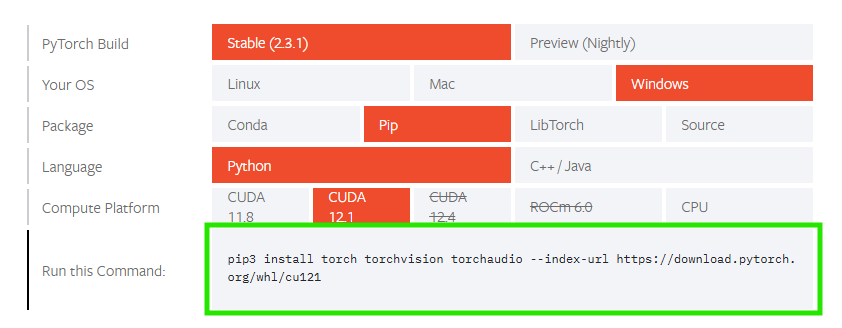 PyTorch Build
Stable (2.3.1)
Preview (Nightly)
Your OS
Linux
Mac
Windows
Package
Conda
Pip
LibTorch
Source
Language
Python
C++ / Java
Compute Platform
CUDA
11.8
CUDA
12.1
CUDA
12.4
ROCm 6.0
CPU
Run this Command:
pip3 install torch torchvision torchaudio --index-url https://download.pytorch.
org/whl/cu121